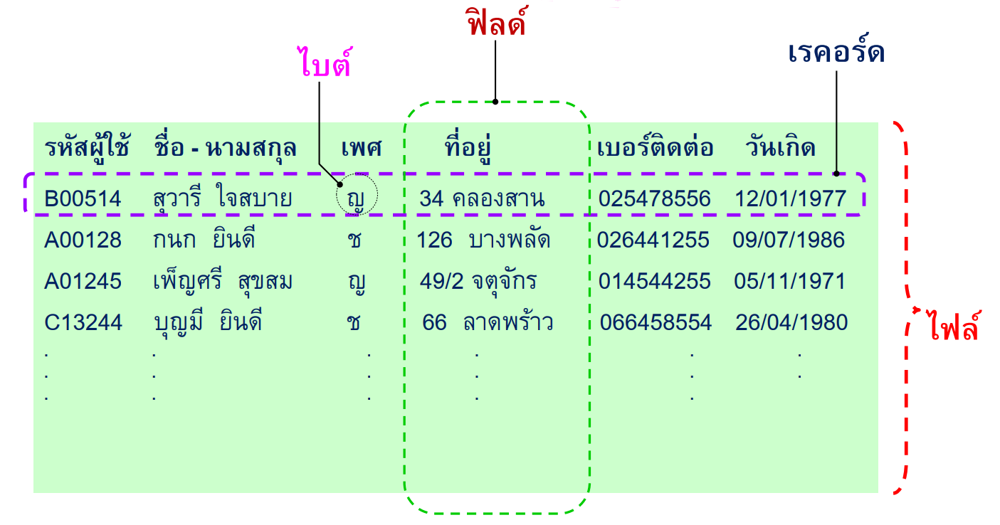 ฟิลด์
ไบต์
เรคอร์ด
รหัสผู้ใช้ ชื่อ - นามสกุล เพศ ที่อยู่ เบอร์ติดต่อ วันเกิด
B00514 สุวารี ใจสบาย ญ 34 คลองสาน 025478556 12/01/1977
A00128 กนก ยินดี ช 126 บางพลัด 026441255 09/07/1986
A01245 เพ็ญศรี สุขสม ญ 49/2 จตุจักร 014544255 05/11/1971
C13244 บุญมี ยินดี ช 66 ลาดพร้าว 066458554 26/04/1980
. . . . . .
. . . . . .
. . . . .
ไฟล์